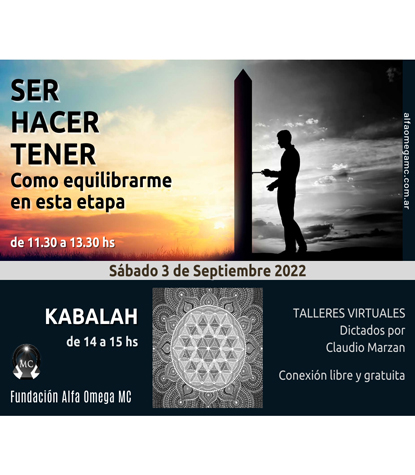 SER
HACER
TENER
Como equilibrarme
en esta etapa
de 11.30 a 13.30 hs
alfaomegamc.com.ar
Sábado 3 de Septiembre 2022
KABALAH
de 14 a 15 hs
MC
Fundación Alfa Omega MC
TALLERES VIRTUALES
Dictados por
Claudio Marzan
Conexión libre y gratuita